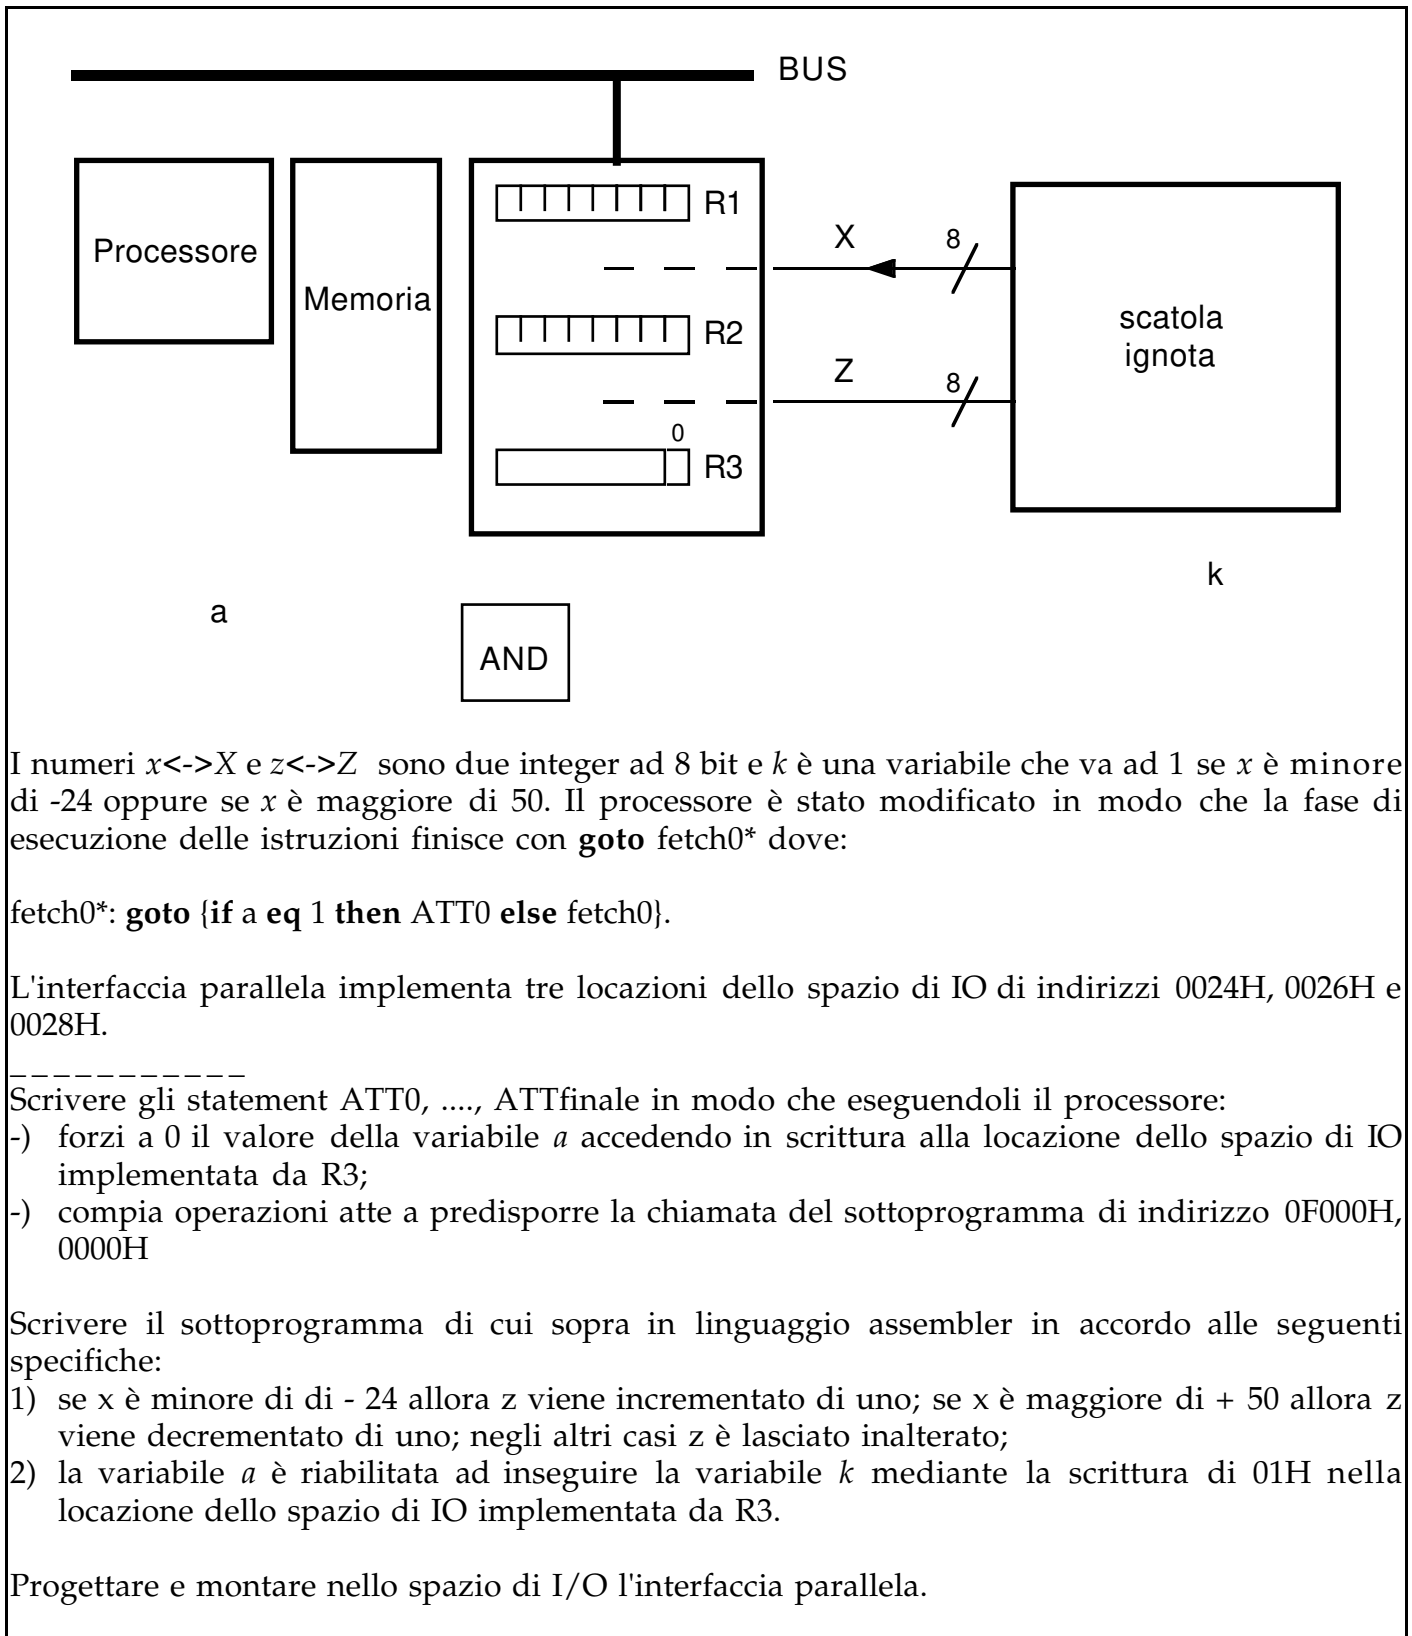 BUS
R1
Processore
X
8
Memoria
scatola
ignota
R2
Z
8
0
R3
k
a
AND
I numeri x<->X e z<->Z sono due integer ad 8 bit e k è una variabile che va ad 1 se x è minore
di -24 oppure se x è maggiore di 50. Il processore è stato modificato in modo che la fase di
esecuzione delle istruzioni finisce con goto fetch0* dove:
fetch0*: goto {if a eq 1 then ATT0 else fetch0}.
L'interfaccia parallela implementa tre locazioni dello spazio di IO di indirizzi 0024H, 0026H e
0028H.
_ _ _ _ _ _ _ _ _ _ _
Scrivere gli statement ATT0, ...., ATTfinale in modo che eseguendoli il processore:
-) forzi a 0 il valore della variabile a accedendo in scrittura alla locazione dello spazio di IO
implementata da R3;
-) compia operazioni atte a predisporre la chiamata del sottoprogramma di indirizzo 0F000H,
0000H
Scrivere il sottoprogramma di cui sopra in linguaggio assembler in accordo alle seguenti
specifiche:
1) se x è minore di di - 24 allora z viene incrementato di uno; se x è maggiore di + 50 allora z
viene decrementato di uno; negli altri casi z è lasciato inalterato;
2) la variabile a è riabilitata ad inseguire la variabile k mediante la scrittura di 01H nella
locazione dello spazio di IO implementata da R3.
Progettare e montare nello spazio di I/O l'interfaccia parallela.